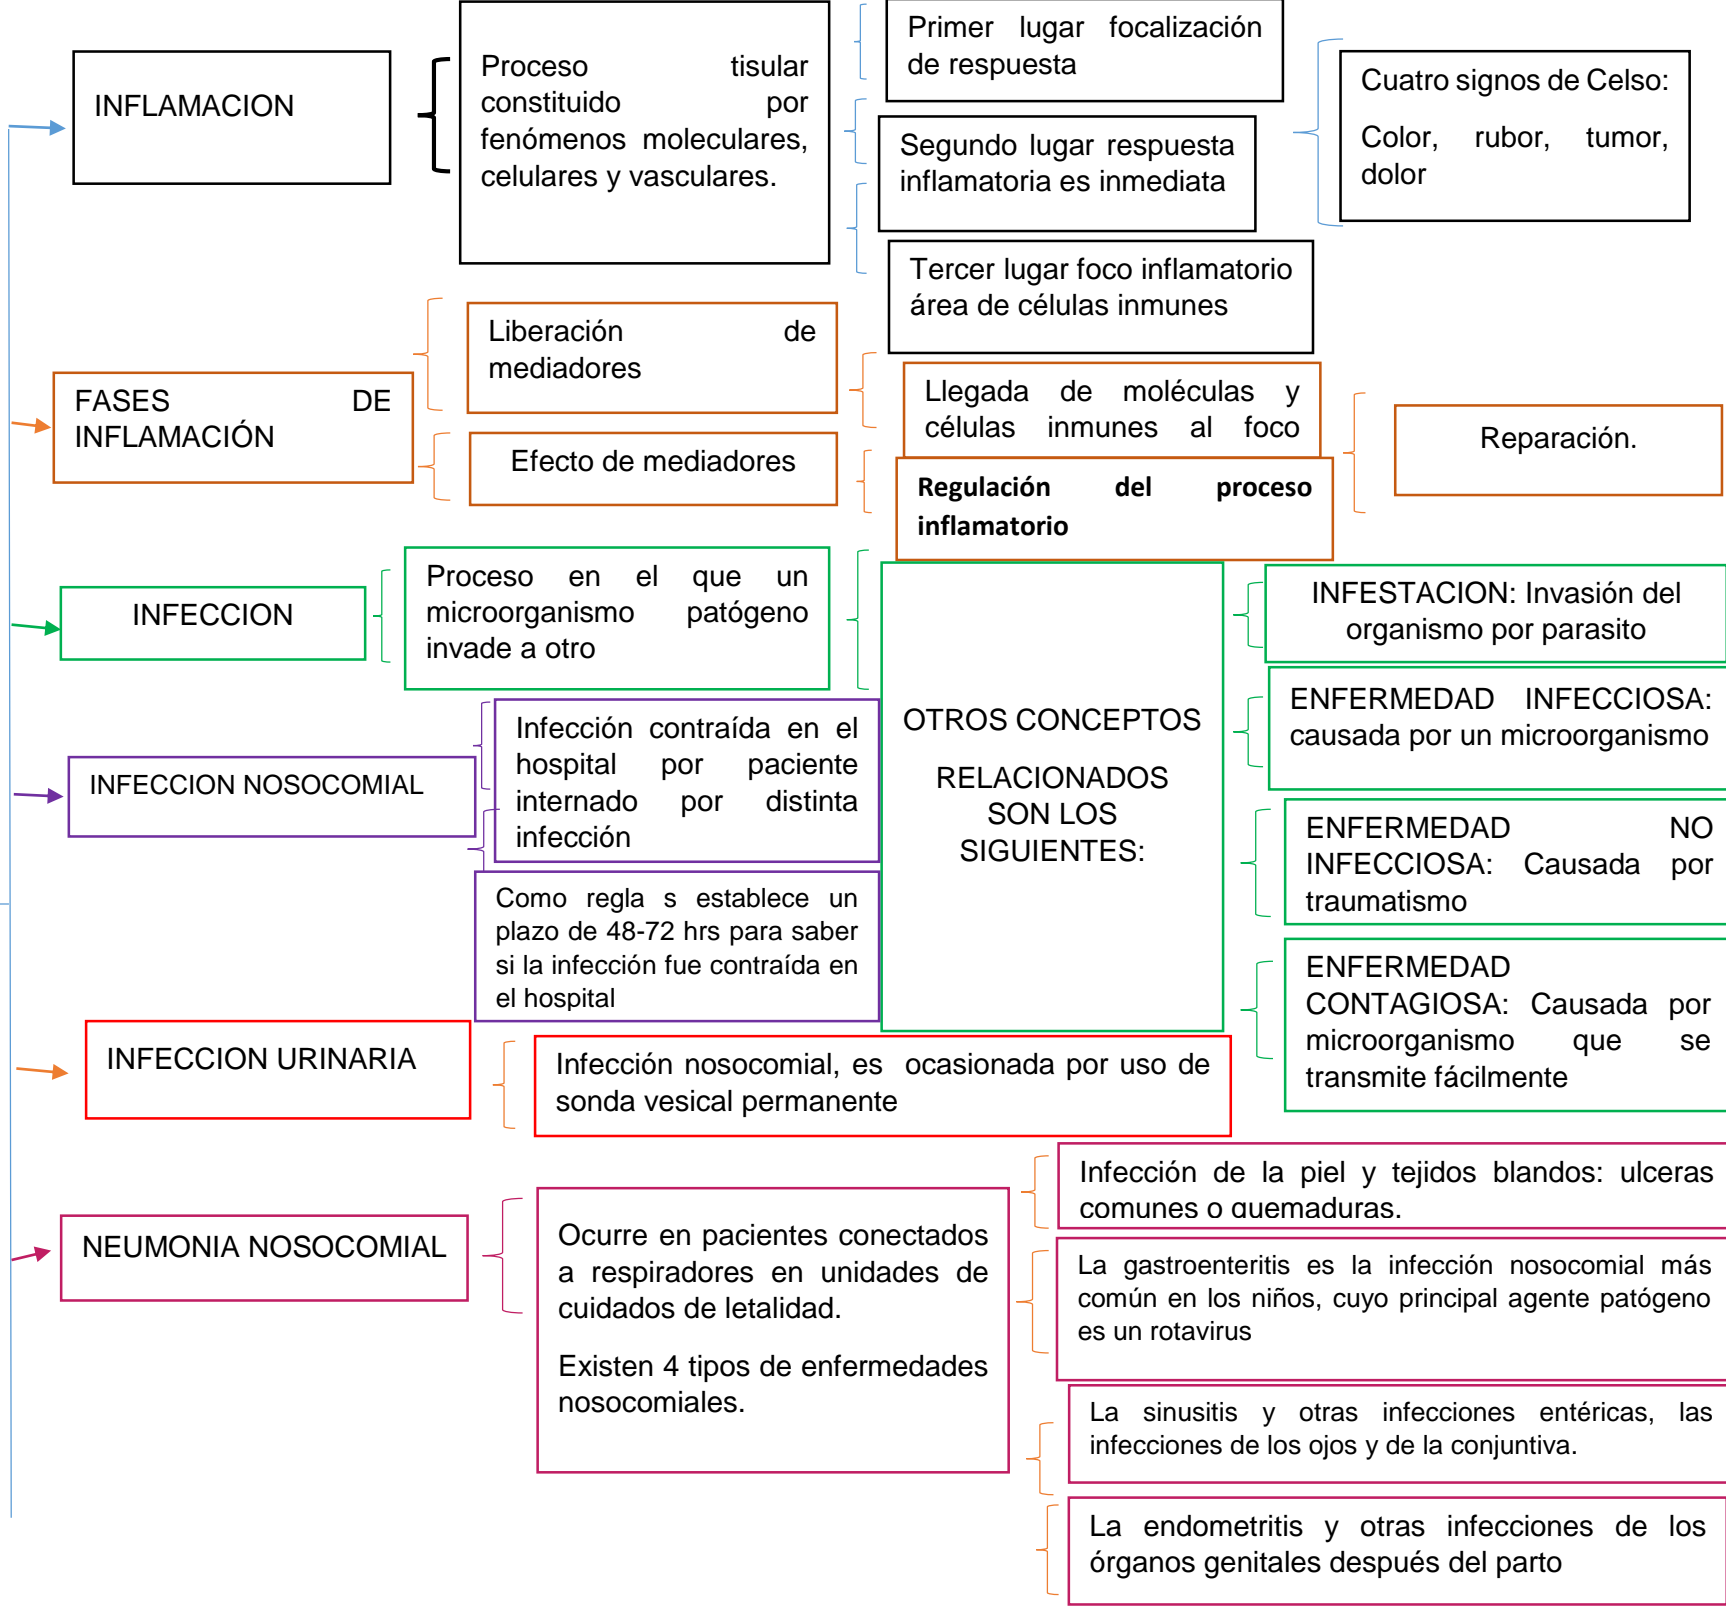 INFLAMACION
Proceso tisular
constituido por
fenómenos moleculares,
celulares y vasculares.
Primer lugar focalización
de respuesta
Segundo lugar respuesta
inflamatoria es inmediata
Tercer lugar foco inflamatorio
área de células inmunes
Cuatro signos de Celso:
Color, rubor, tumor,
dolor
FASES DE
INFLAMACIÓN
Liberación de
mediadores
Efecto de mediadores
Llegada de moléculas y
células inmunes al foco
Regulación del proceso
inflamatorio
Reparación.
INFECCION
Proceso en el que un
microorganismo patógeno
invade a otro
OTROS CONCEPTOS
RELACIONADOS
SON LOS
SIGUIENTES:
INFESTACION: Invasión del
organismo por parasito
ENFERMEDAD INFECCIOSA:
causada por un microorganismo
ENFERMEDAD NO
INFECCIOSA: Causada por
traumatismo
ENFERMEDAD
CONTAGIOSA: Causada por
microorganismo que se
transmite fácilmente
INFECCION NOSOCOMIAL
Infección contraída en el
hospital por paciente
internado por distinta
infección
Como regla s establece un
plazo de 48-72 hrs para saber
si la infección fue contraída en
el hospital
INFECCION URINARIA
Infección nosocomial, es ocasionada por uso de
sonda vesical permanente
NEUMONIA NOSOCOMIAL
Ocurre en pacientes conectados
a respiradores en unidades de
cuidados de letalidad.
Existen 4 tipos de enfermedades
nosocomiales.
Infección de la piel y tejidos blandos: ulceras
comunes o quemaduras.
La gastroenteritis es la infección nosocomial más
común en los niños, cuyo principal agente patógeno
es un rotavirus
La sinusitis y otras infecciones entéricas, las
infecciones de los ojos y de la conjuntiva.
La endometritis y otras infecciones de los
órganos genitales después del parto